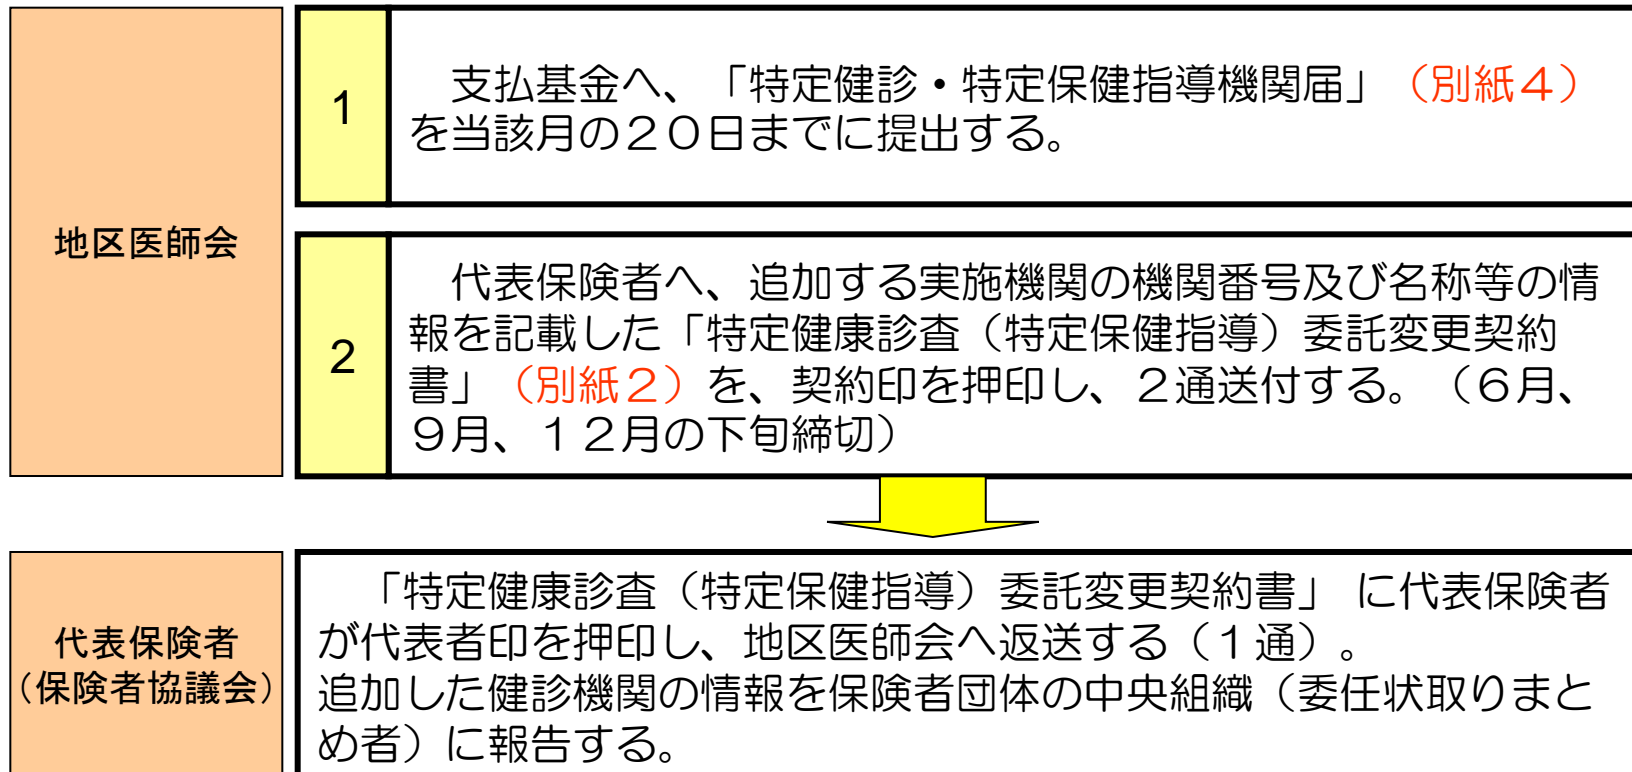 地区医師会
1
支払基金へ、「特定健診・特定保健指導機関届」（別紙４）
を当該月の２０日までに提出する。
2
代表保険者へ、追加する実施機関の機関番号及び名称等の情
報を記載した「特定健康診査（特定保健指導）委託変更契約
書」（別紙２）を、契約印を押印し、２通送付する。（６月、
９月、１２月の下旬締切）
代表保険者
（保険者協議会）
「特定健康診査（特定保健指導）委託変更契約書」 に代表保険者
が代表者印を押印し、地区医師会へ返送する（１通）。
追加した健診機関の情報を保険者団体の中央組織（委任状取りまと
め者）に報告する。